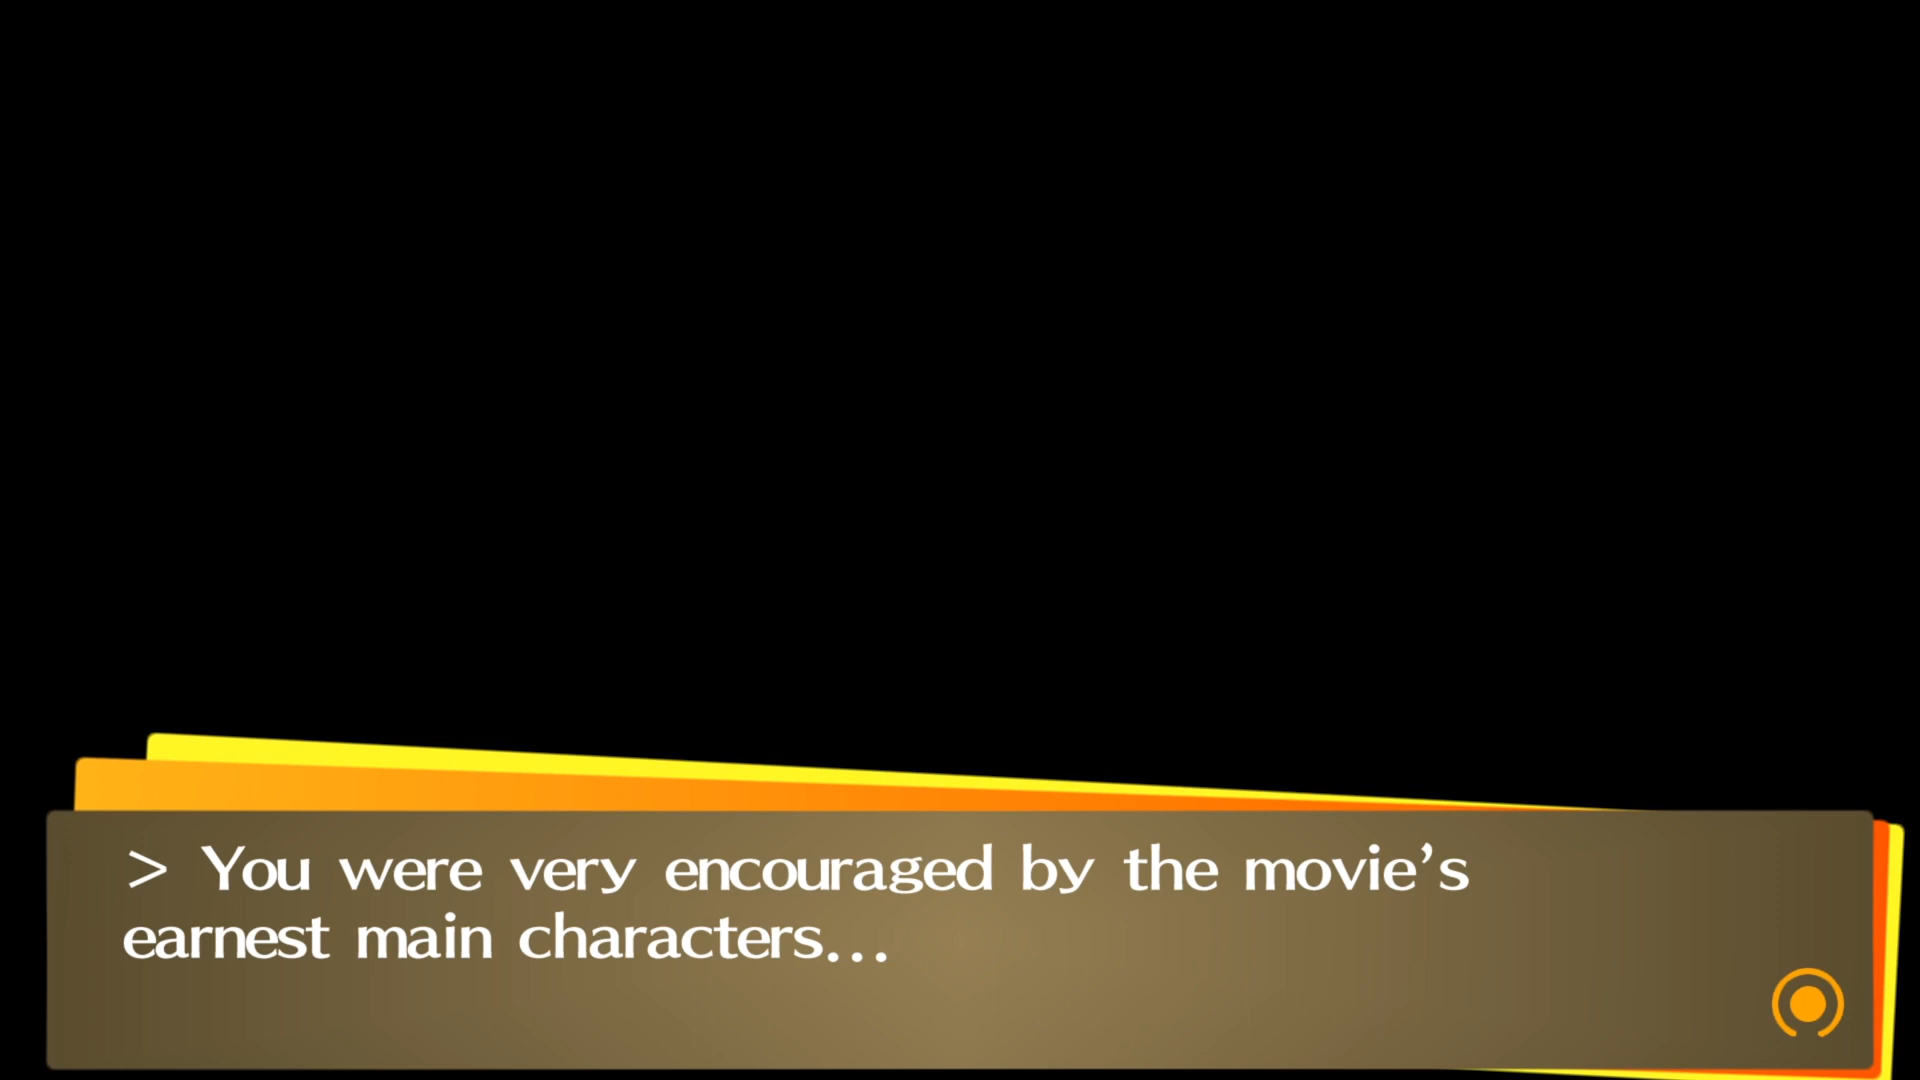 > You were very encouraged by the movie’s
earnest main characters...